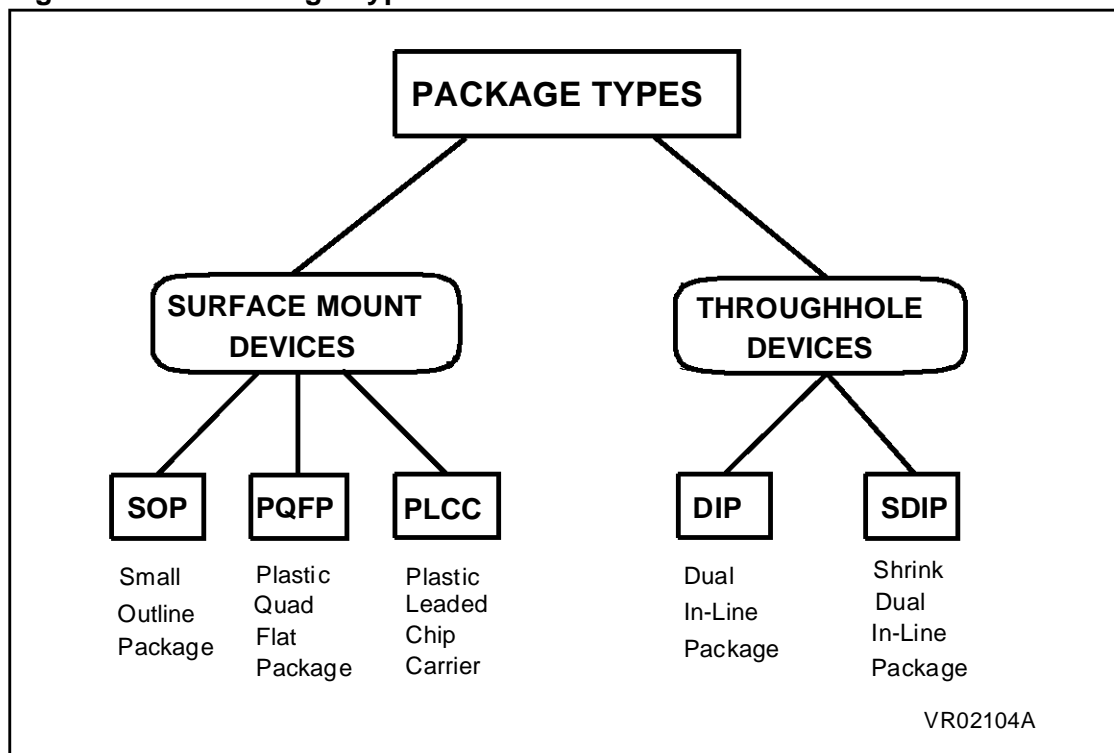 PACKAGE TYPES
SURFACE MOUNT
DEVICES
THROUGHHOLE
DEVICES
SOP
PQFP
PLCC
DIP
SDIP
Small
Outline
Package
Plastic
Quad
Flat
Package
Plastic
Leaded
Chip
Carrier
Dual
In-Line
Package
Shrink
Dual
In-Line
Package
VR02104A